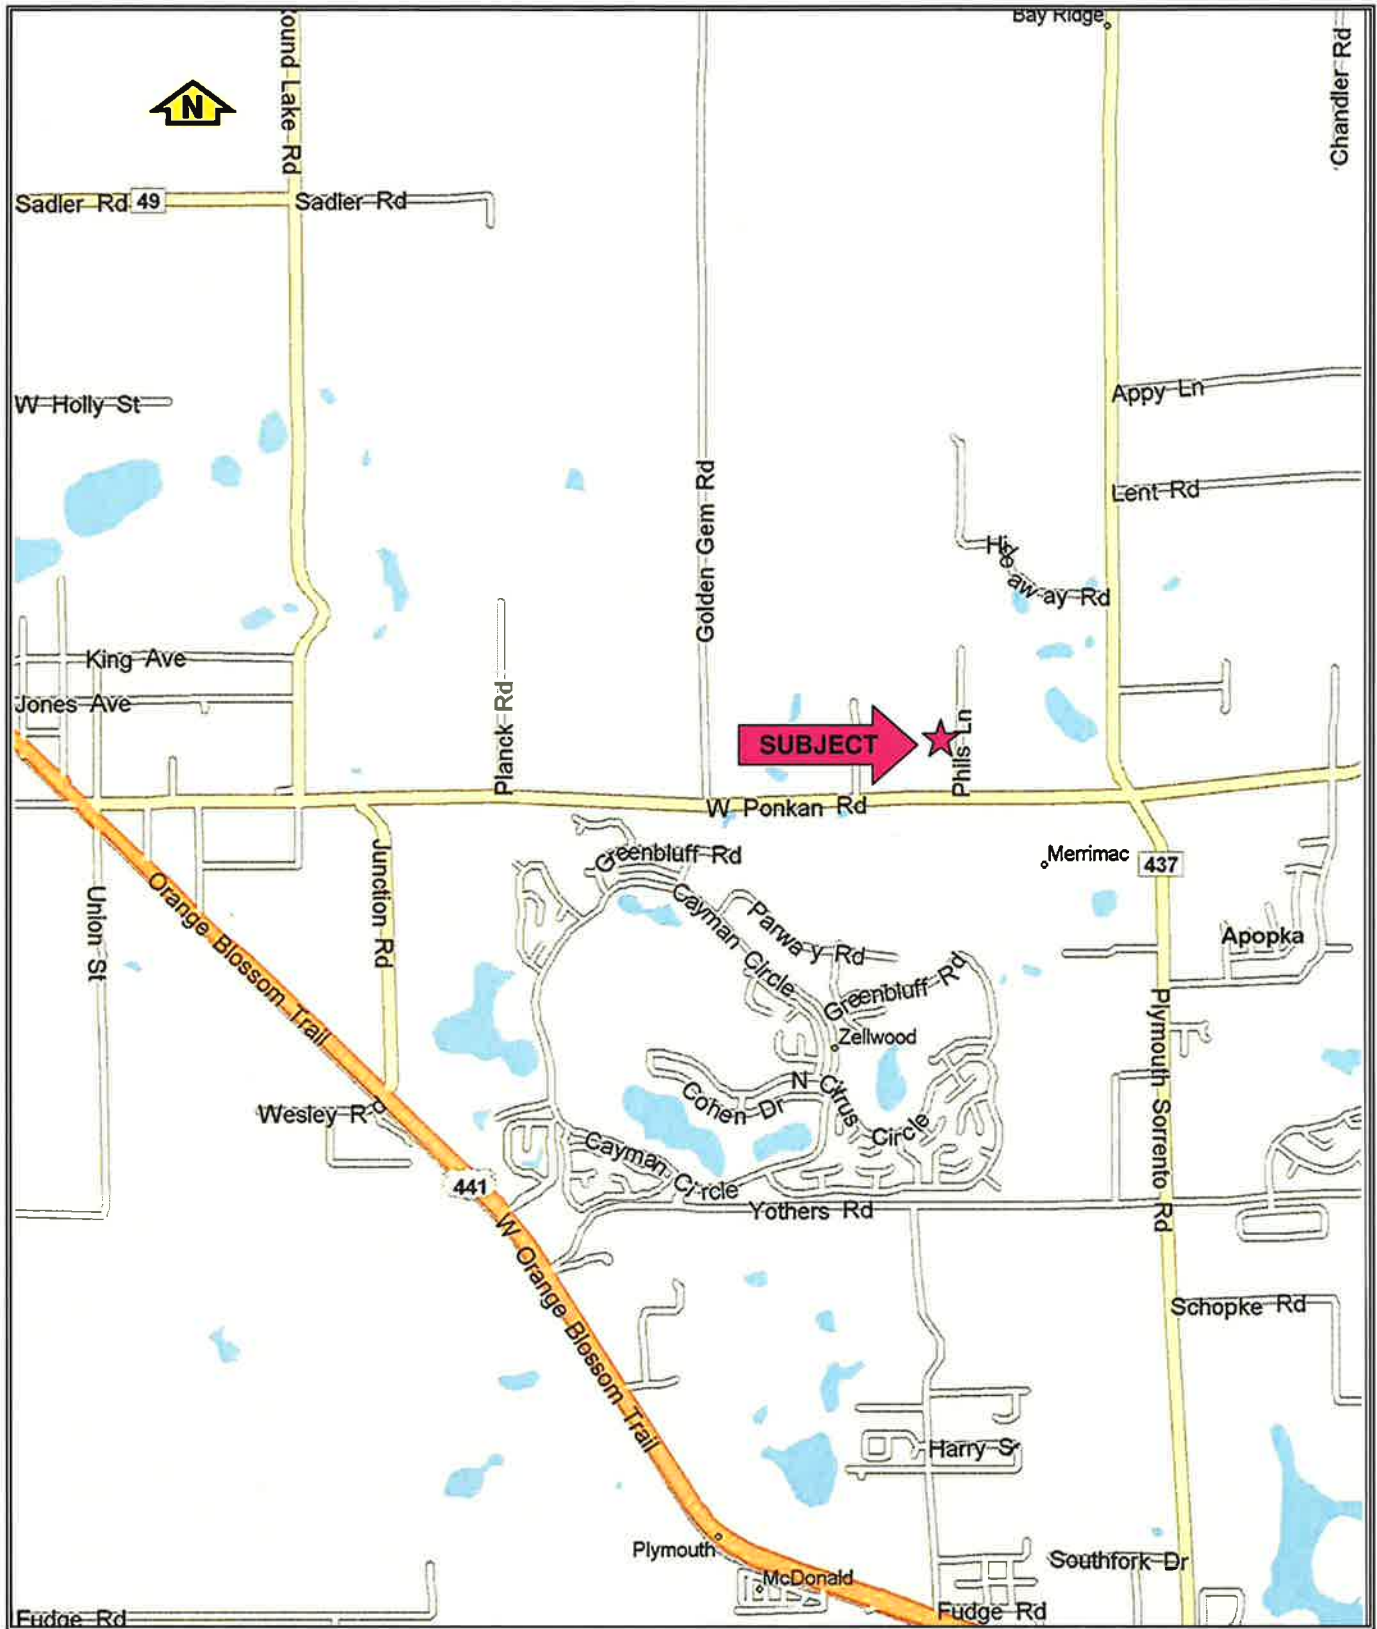 Bay Ridge
ound Lake Rd
Chandler Rd
N
Sadler Rd 49
Sadler Rd
W Holly St
Appy Ln
Golden Gem Rd
Lent Rd
Hideaway Rd
King Ave
Jones Ave
Planck Rd
SUBJECT
Phils Ln
W Ponkan Rd
Greenbluff Rd
Merrimac
437
Junction Rd
Union St
Orange Blossom Trail
Cayman Circle
Parway Rd
Apopka
Greenbluff Rd
Zellwood
Plymouth Sorrento Rd
N Citrus Circle
Cohen Dr
Wesley R
Cayman Circle
441
Yothers Rd
W Orange Blossom Trail
Schopke Rd
Harry S
Plymouth
Southfork Dr
McDonald
Fudge Rd
Fudge Rd